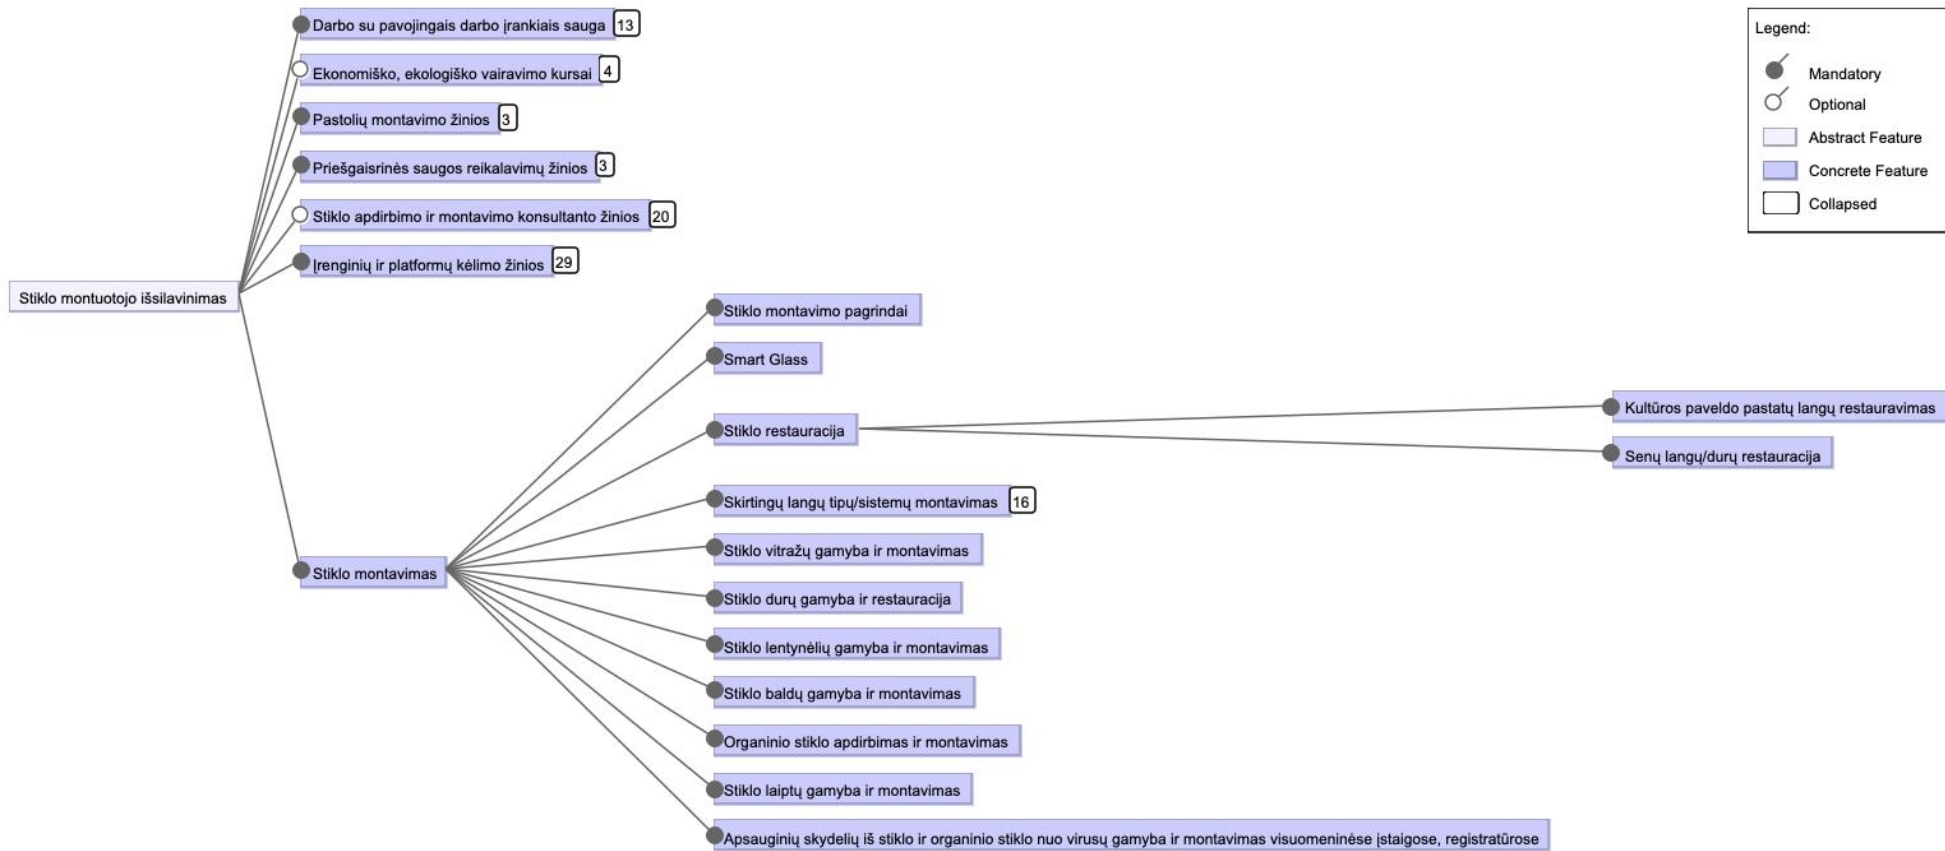 Darbo su pavojingais darbo įrankiais sauga 13
Ekonomiško, ekologiško vairavimo kursai 4
Pastolių montavimo žinios 3
Priešgaisrinės saugos reikalavimų žinios 3
Stiklo apdirbimo ir montavimo konsultanto žinios 20
Įrenginių ir platformų kėlimo žinios 29
Stiklo montuotojo išsilavinimas
Stiklo montavimas
Stiklo montavimo pagrindai
Smart Glass
Stiklo restauracija
Kultūros paveldo pastatų langų restauravimas
Senų langų/durų restauracija
Skirtingų langų tipų/sistemų montavimas 16
Stiklo vitražų gamyba ir montavimas
Stiklo durų gamyba ir restauracija
Stiklo lentynėlių gamyba ir montavimas
Stiklo baldų gamyba ir montavimas
Organinio stiklo apdirbimas ir montavimas
Stiklo laiptų gamyba ir montavimas
Apsauginių skydelių iš stiklo ir organinio stiklo nuo virusų gamyba ir montavimas visuomeninėse įstaigose, registratūrose
Legend:
Mandatory
Optional
Abstract Feature
Concrete Feature
Collapsed